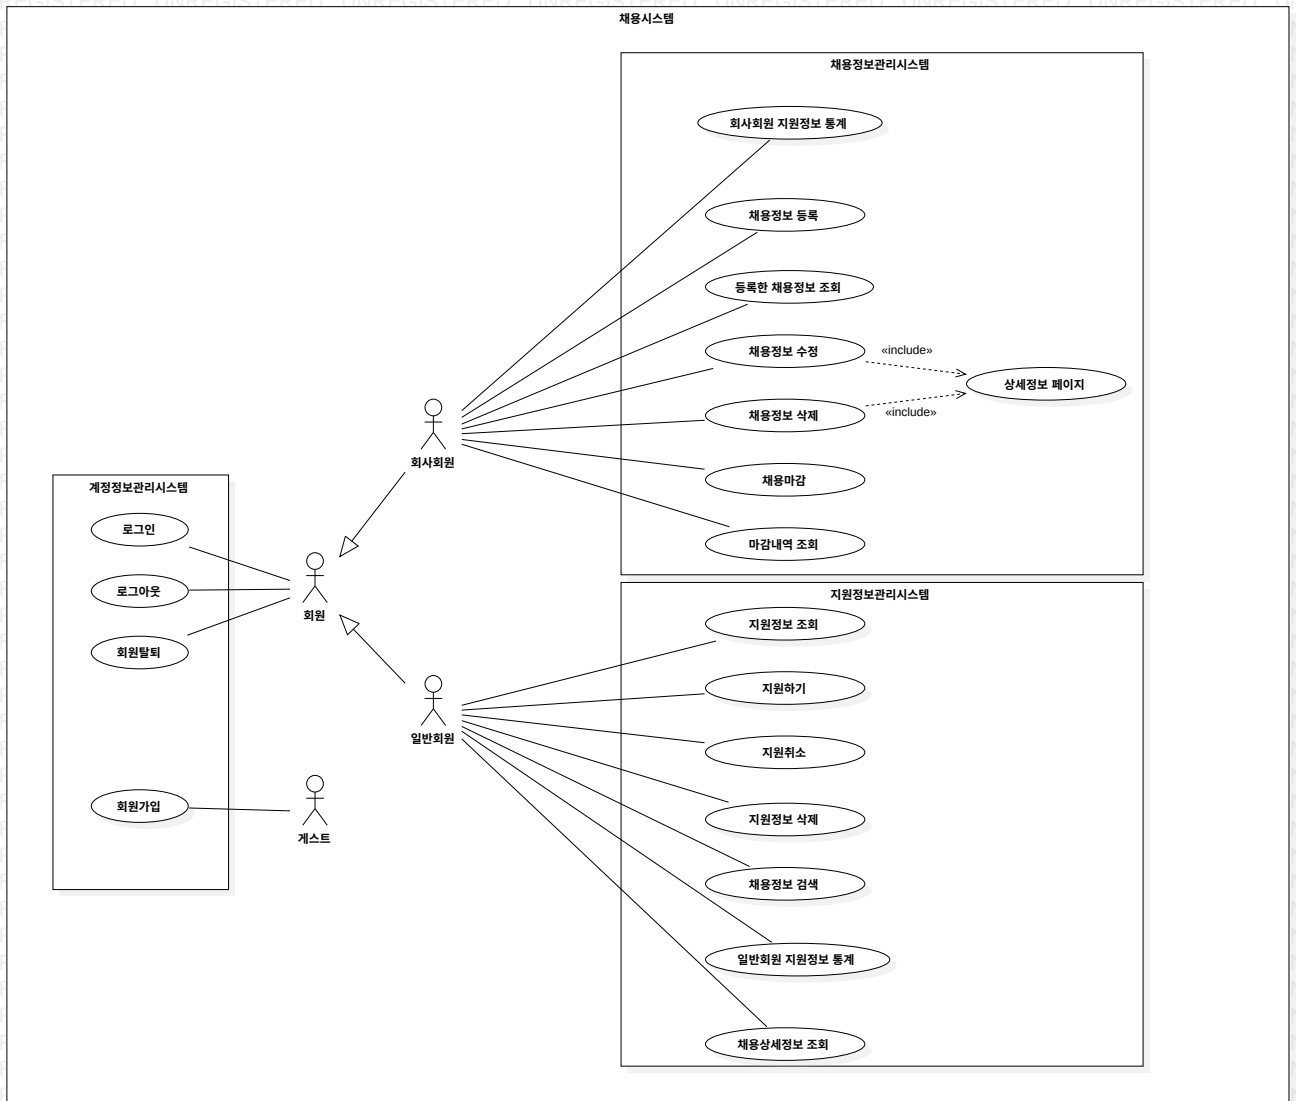 채용시스템
채용정보관리시스템
회사회원 지원정보 통계
채용정보 등록
등록한 채용정보 조회
채용정보 수정
«include»
상세정보 페이지
채용정보 삭제
«include»
회사회원
채용마감
계정정보관리시스템
로그인
마감내역 조회
로그아웃
회원
회원탈퇴
지원정보관리시스템
지원정보 조회
지원하기
일반회원
지원취소
회원가입
게스트
지원정보 삭제
채용정보 검색
일반회원 지원정보 통계
채용상세정보 조회